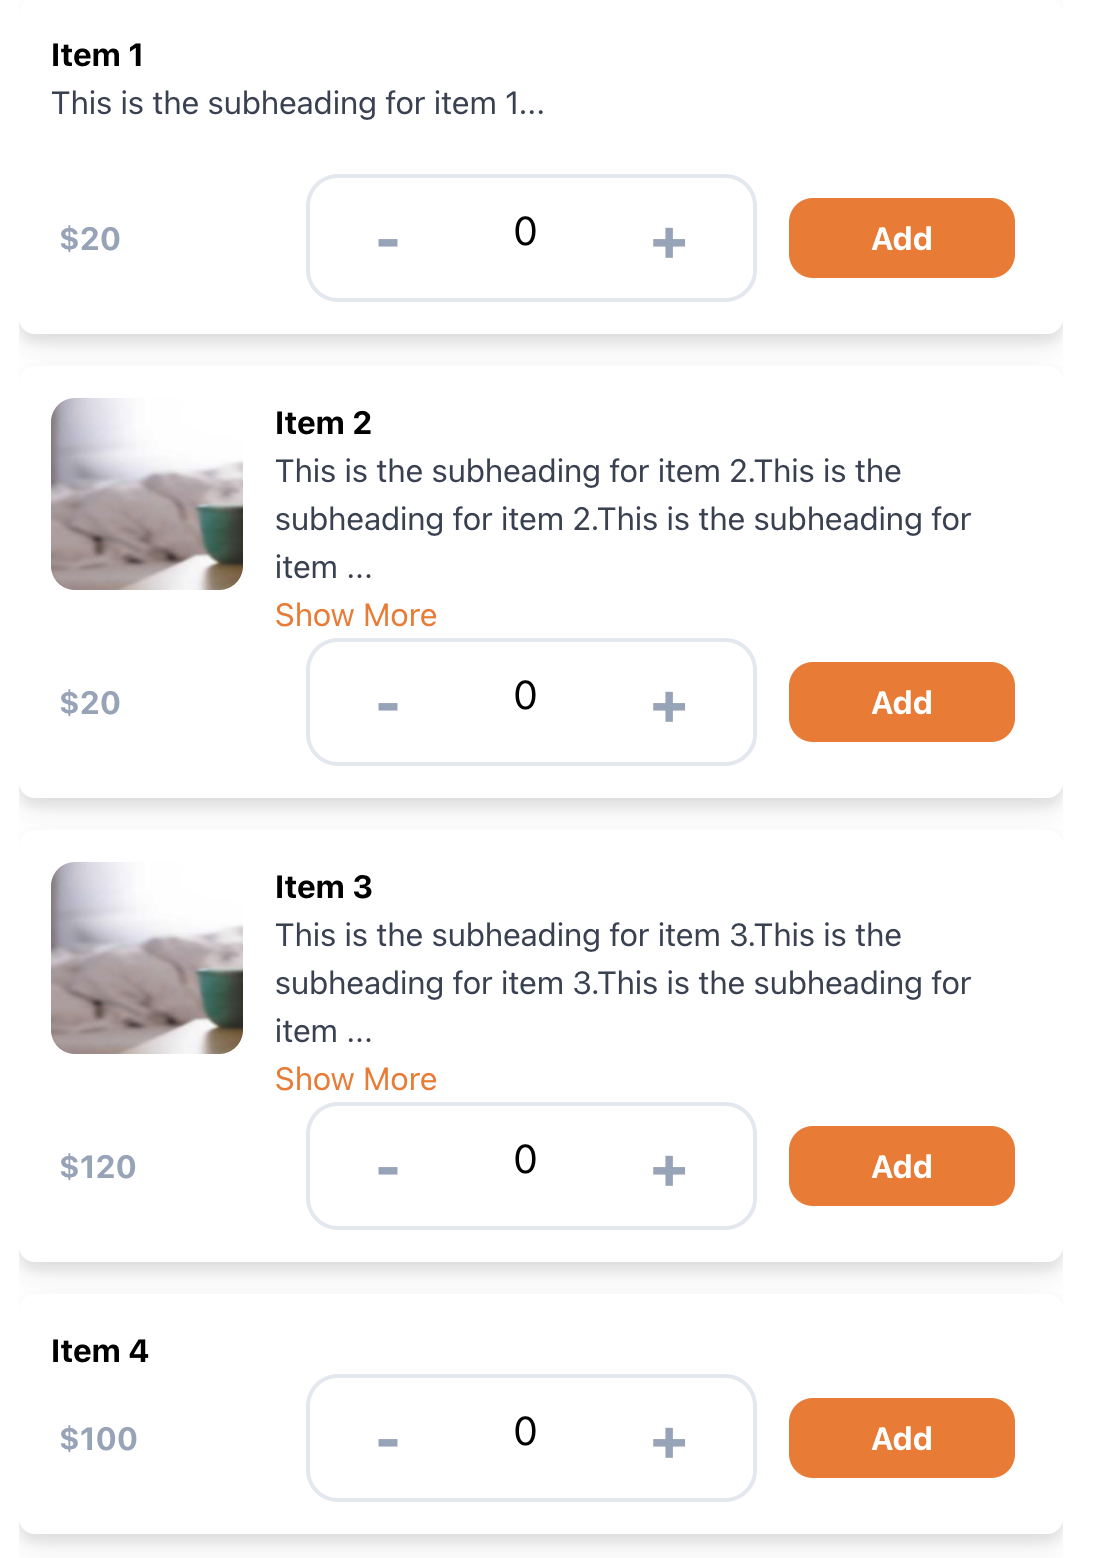 Item 1
This is the subheading for item 1...
$20 - 0 + Add
Item 2
This is the subheading for item 2.This is the
subheading for item 2.This is the subheading for
item ...
Show More
$20 - 0 + Add
Item 3
This is the subheading for item 3.This is the
subheading for item 3.This is the subheading for
item ...
Show More
$120 - 0 + Add
Item 4
$100 - 0 + Add